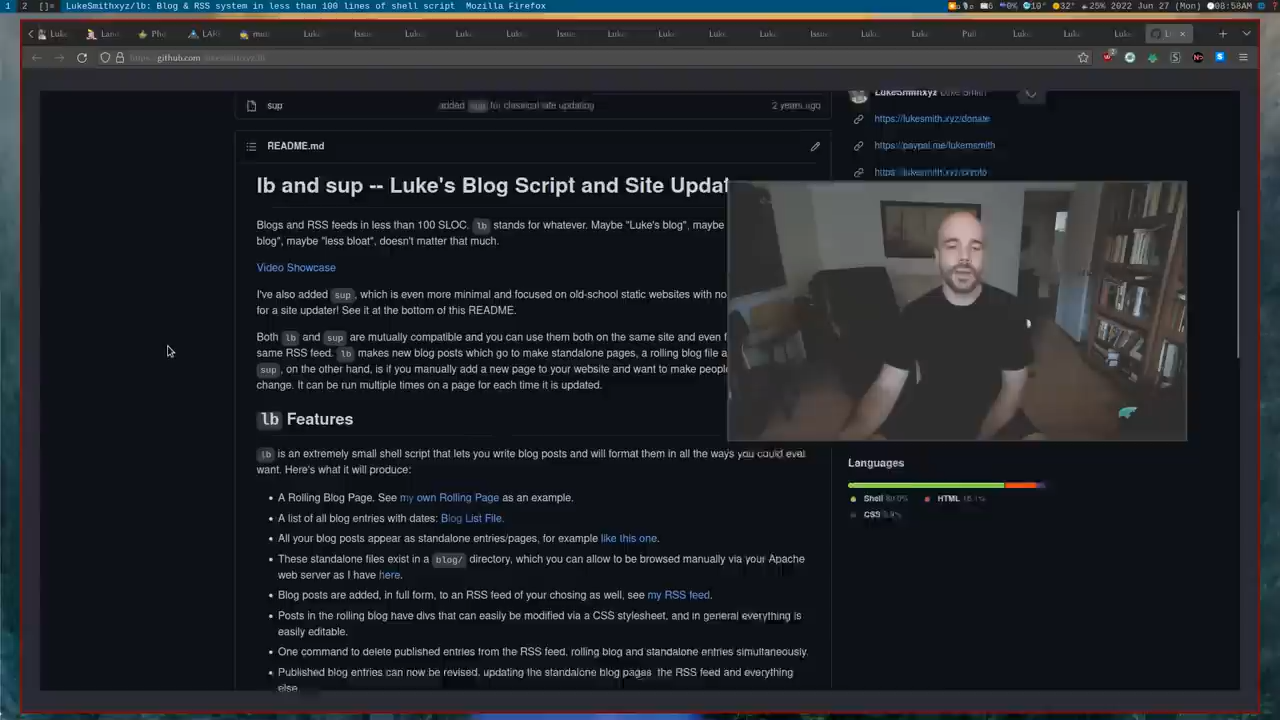 1 2 []= LukeSmithxyz/lb: Blog & RSS system in less than 100 lines of shell script Mozilla Firefox
25% 2022 Jun 27 (Mon) 08:58AM
github.com
sup added sup for classical site updating 2 years ago
LukeSmithxyz Luke Smith
https://lukesmith.xyz/donate
https://paypal.me/lukemsmith
https://lukesmith.xyz/crypto
README.md
lb and sup -- Luke's Blog Script and Site
Blogs and RSS feeds in less than 100 SLOC. lb stands for whatever. Maybe "Luke's blog", maybe
blog", maybe "less bloat", doesn't matter that much.
Video Showcase
I've also added sup, which is even more minimal and focused on old-school static websites with no
for a site updater! See it at the bottom of this README.
Both lb and sup are mutually compatible and you can use them both on the same site and even
same RSS feed. lb makes new blog posts which go to make standalone pages, a rolling blog file
sup, on the other hand, is if you manually add a new page to your website and want to make
change. It can be run multiple times on a page for each time it is updated.
lb Features
lb is an extremely small shell script that lets you write blog posts and will format them in all the ways you could ever
want. Here's what it will produce:
• A Rolling Blog Page. See my own Rolling Page as an example.
• A list of all blog entries with dates: Blog List File.
• All your blog posts appear as standalone entries/pages, for example like this one.
• These standalone files exist in a blog/ directory, which you can allow to be browsed manually via your Apache
web server as I have here.
• Blog posts are added, in full form, to an RSS feed of your chosing as well, see my RSS feed.
• Posts in the rolling blog have divs that can easily be modified via a CSS stylesheet, and in general everything is
easily editable.
• One command to delete published entries from the RSS feed, rolling blog and standalone entries simultaneously.
• Published blog entries can now be revised, updating the standalone blog pages the RSS feed and everything
else
Languages
Shell HTML
CSS